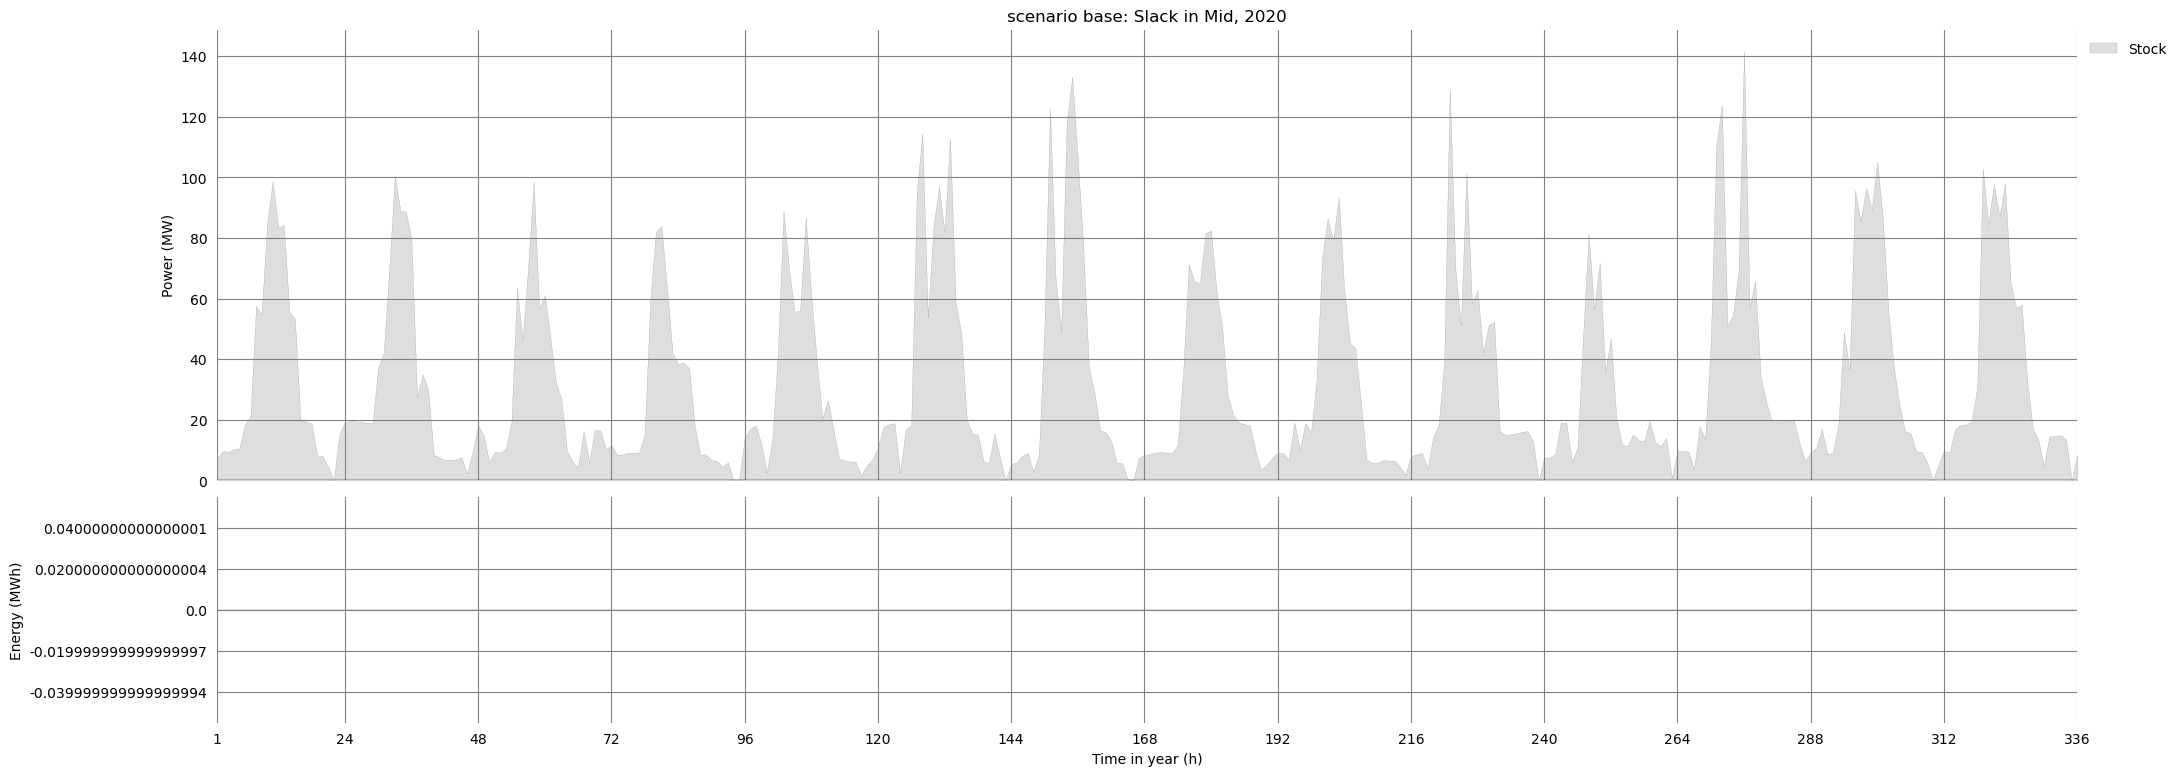 scenario base: Slack in Mid, 2020
Stock
Power (MW)
140
120
100
80
60
40
20
0
Energy (MWh)
0.040000000000000001
0.020000000000000004
0.0
-0.019999999999999997
-0.039999999999999994
1 24 48 72 96 120 144 168 192 216 240 264 288 312 336
Time in year (h)